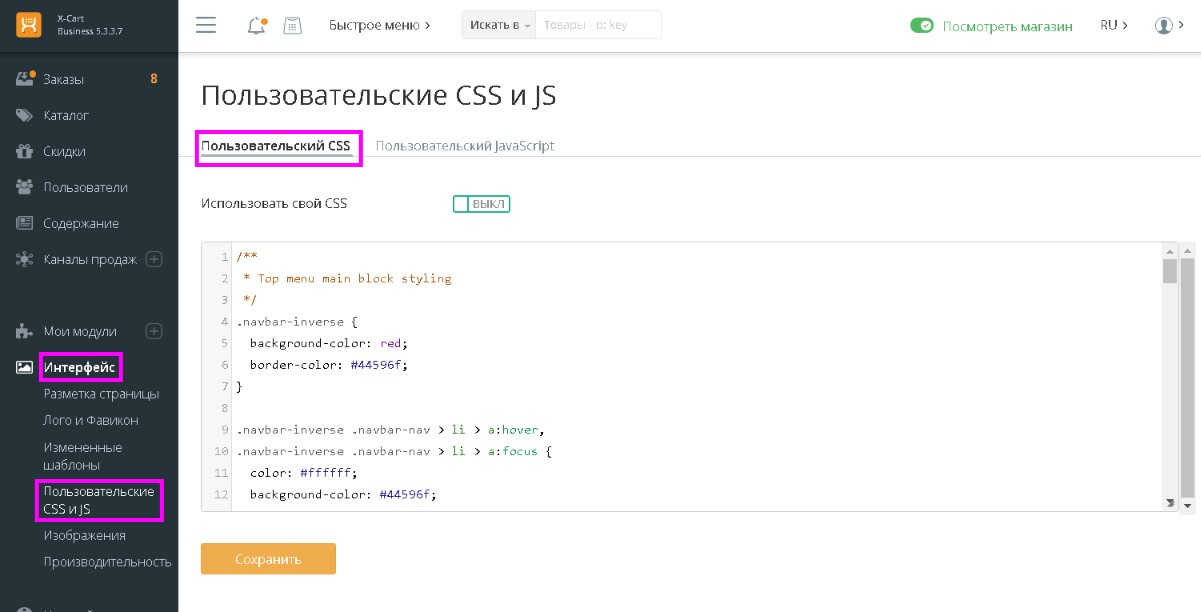 X-Cart
Business 5.3.3.7
Быстрое меню
Искать в
Товары - p: key
Посмотреть магазин
RU
Заказы
8
Каталог
Скидки
Пользователи
Содержание
Каналы продаж
Мои модули
Интерфейс
Разметка страницы
Лого и Фавикон
Измененные
шаблоны
Пользовательские
CSS и JS
Изображения
Производительность
Пользовательские CSS и JS
Пользовательский CSS
Пользовательский JavaScript
Использовать свой CSS
ВЫКЛ
1 /**
2 * Top menu main block styling
3 */
4 .navbar-inverse {
5 background-color: red;
6 border-color: #44596f;
7 }
8
9 .navbar-inverse .navbar-nav > li > a:hover,
10 .navbar-inverse .navbar-nav > li > a:focus {
11 color: #ffffff;
12 background-color: #44596f;
Сохранить